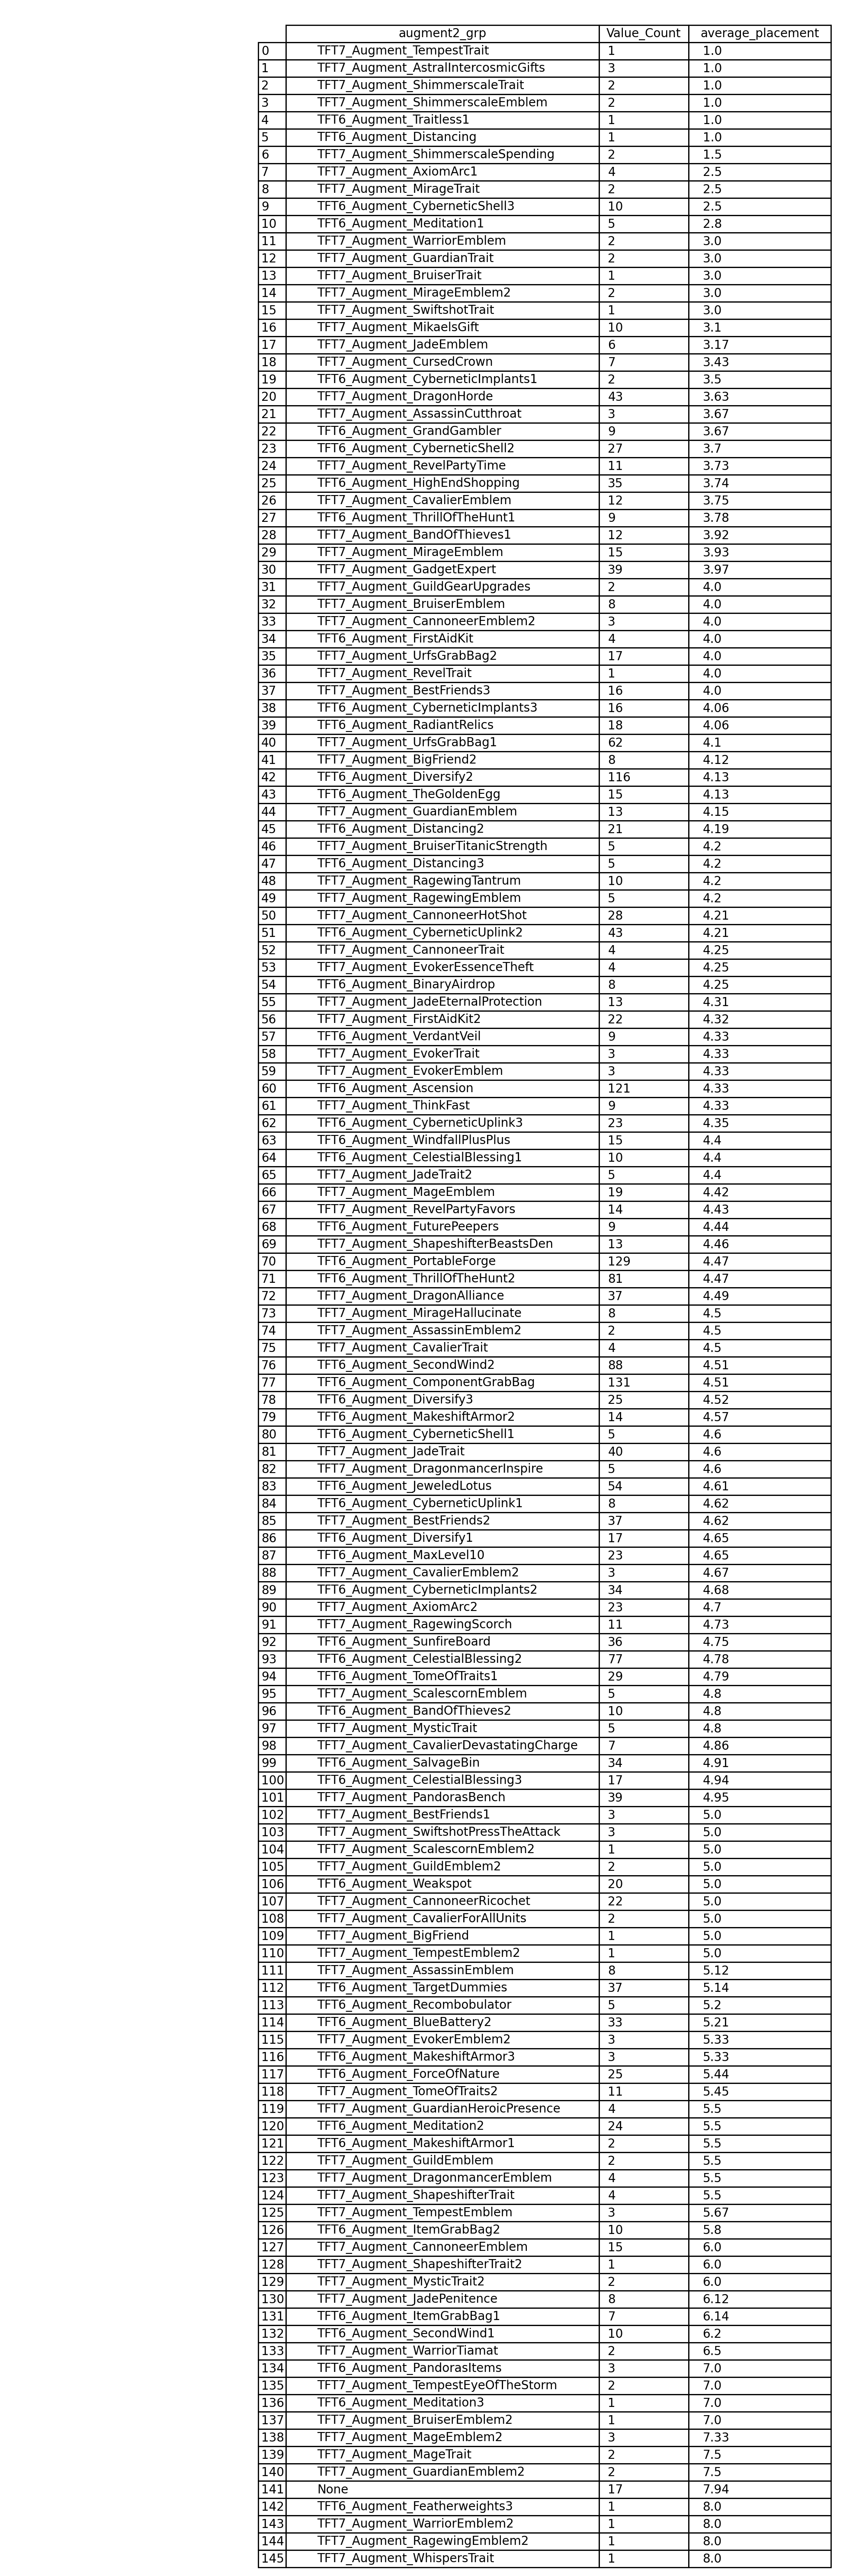 augment2_grp Value_Count average_placement
0 TFT7_Augment_TempestTrait 1 1.0
1 TFT7_Augment_AstralIntercosmicGifts 3 1.0
2 TFT7_Augment_ShimmerscaleTrait 2 1.0
3 TFT7_Augment_ShimmerscaleEmblem 2 1.0
4 TFT6_Augment_Traitless1 1 1.0
5 TFT6_Augment_Distancing 1 1.0
6 TFT7_Augment_ShimmerscaleSpending 2 1.5
7 TFT7_Augment_AxiomArc1 4 2.5
8 TFT7_Augment_MirageTrait 2 2.5
9 TFT6_Augment_CyberneticShell3 10 2.5
10 TFT6_Augment_Meditation1 5 2.8
11 TFT7_Augment_WarriorEmblem 2 3.0
12 TFT7_Augment_GuardianTrait 2 3.0
13 TFT7_Augment_BruiserTrait 1 3.0
14 TFT7_Augment_MirageEmblem2 2 3.0
15 TFT7_Augment_SwiftshotTrait 1 3.0
16 TFT7_Augment_MikaelsGift 10 3.1
17 TFT7_Augment_JadeEmblem 6 3.17
18 TFT7_Augment_CursedCrown 7 3.43
19 TFT6_Augment_CyberneticImplants1 2 3.5
20 TFT7_Augment_DragonHorde 43 3.63
21 TFT7_Augment_AssassinCutthroat 3 3.67
22 TFT6_Augment_GrandGambler 9 3.67
23 TFT6_Augment_CyberneticShell2 27 3.7
24 TFT7_Augment_RevelPartyTime 11 3.73
25 TFT6_Augment_HighEndShopping 35 3.74
26 TFT7_Augment_CavalierEmblem 12 3.75
27 TFT6_Augment_ThrillOfTheHunt1 9 3.78
28 TFT7_Augment_BandOfThieves1 12 3.92
29 TFT7_Augment_MirageEmblem 15 3.93
30 TFT7_Augment_GadgetExpert 39 3.97
31 TFT7_Augment_GuildGearUpgrades 2 4.0
32 TFT7_Augment_BruiserEmblem 8 4.0
33 TFT7_Augment_CannoneerEmblem2 3 4.0
34 TFT6_Augment_FirstAidKit 4 4.0
35 TFT7_Augment_UrfsGrabBag2 17 4.0
36 TFT7_Augment_RevelTrait 1 4.0
37 TFT7_Augment_BestFriends3 16 4.0
38 TFT6_Augment_CyberneticImplants3 16 4.06
39 TFT6_Augment_RadiantRelics 18 4.06
40 TFT7_Augment_UrfsGrabBag1 62 4.1
41 TFT7_Augment_BigFriend2 8 4.12
42 TFT6_Augment_Diversify2 116 4.13
43 TFT6_Augment_TheGoldenEgg 15 4.13
44 TFT7_Augment_GuardianEmblem 13 4.15
45 TFT6_Augment_Distancing2 21 4.19
46 TFT7_Augment_BruiserTitanicStrength 5 4.2
47 TFT6_Augment_Distancing3 5 4.2
48 TFT7_Augment_RagewingTantrum 10 4.2
49 TFT7_Augment_RagewingEmblem 5 4.2
50 TFT7_Augment_CannoneerHotShot 28 4.21
51 TFT6_Augment_CyberneticUplink2 43 4.21
52 TFT7_Augment_CannoneerTrait 4 4.25
53 TFT7_Augment_EvokerEssenceTheft 4 4.25
54 TFT6_Augment_BinaryAirdrop 8 4.25
55 TFT7_Augment_JadeEternalProtection 13 4.31
56 TFT7_Augment_FirstAidKit2 22 4.32
57 TFT6_Augment_VerdantVeil 9 4.33
58 TFT7_Augment_EvokerTrait 3 4.33
59 TFT7_Augment_EvokerEmblem 3 4.33
60 TFT6_Augment_Ascension 121 4.33
61 TFT7_Augment_ThinkFast 9 4.33
62 TFT6_Augment_CyberneticUplink3 23 4.35
63 TFT6_Augment_WindfallPlusPlus 15 4.4
64 TFT6_Augment_CelestialBlessing1 10 4.4
65 TFT7_Augment_JadeTrait2 5 4.4
66 TFT7_Augment_MageEmblem 19 4.42
67 TFT7_Augment_RevelPartyFavors 14 4.43
68 TFT6_Augment_FuturePeepers 9 4.44
69 TFT7_Augment_ShapeshifterBeastsDen 13 4.46
70 TFT6_Augment_PortableForge 129 4.47
71 TFT6_Augment_ThrillOfTheHunt2 81 4.47
72 TFT7_Augment_DragonAlliance 37 4.49
73 TFT7_Augment_MirageHallucinate 8 4.5
74 TFT7_Augment_AssassinEmblem2 2 4.5
75 TFT7_Augment_CavalierTrait 4 4.5
76 TFT6_Augment_SecondWind2 88 4.51
77 TFT6_Augment_ComponentGrabBag 131 4.51
78 TFT6_Augment_Diversify3 25 4.52
79 TFT6_Augment_MakeshiftArmor2 14 4.57
80 TFT6_Augment_CyberneticShell1 5 4.6
81 TFT7_Augment_JadeTrait 40 4.6
82 TFT7_Augment_DragonmancerInspire 5 4.6
83 TFT6_Augment_JeweledLotus 54 4.61
84 TFT6_Augment_CyberneticUplink1 8 4.62
85 TFT7_Augment_BestFriends2 37 4.62
86 TFT6_Augment_Diversify1 17 4.65
87 TFT6_Augment_MaxLevel10 23 4.65
88 TFT7_Augment_CavalierEmblem2 3 4.67
89 TFT6_Augment_CyberneticImplants2 34 4.68
90 TFT7_Augment_AxiomArc2 23 4.7
91 TFT7_Augment_RagewingScorch 11 4.73
92 TFT6_Augment_SunfireBoard 36 4.75
93 TFT6_Augment_CelestialBlessing2 77 4.78
94 TFT6_Augment_TomeOfTraits1 29 4.79
95 TFT7_Augment_ScalescornEmblem 5 4.8
96 TFT6_Augment_BandOfThieves2 10 4.8
97 TFT7_Augment_MysticTrait 5 4.8
98 TFT7_Augment_CavalierDevastatingCharge 7 4.86
99 TFT6_Augment_SalvageBin 34 4.91
100 TFT6_Augment_CelestialBlessing3 17 4.94
101 TFT7_Augment_PandorasBench 39 4.95
102 TFT7_Augment_BestFriends1 3 5.0
103 TFT7_Augment_SwiftshotPressTheAttack 3 5.0
104 TFT7_Augment_ScalescornEmblem2 1 5.0
105 TFT7_Augment_GuildEmblem2 2 5.0
106 TFT6_Augment_Weakspot 20 5.0
107 TFT7_Augment_CannoneerRicochet 22 5.0
108 TFT7_Augment_CavalierForAllUnits 2 5.0
109 TFT7_Augment_BigFriend 1 5.0
110 TFT7_Augment_TempestEmblem2 1 5.0
111 TFT7_Augment_AssassinEmblem 8 5.12
112 TFT6_Augment_TargetDummies 37 5.14
113 TFT6_Augment_Recombobulator 5 5.2
114 TFT6_Augment_BlueBattery2 33 5.21
115 TFT7_Augment_EvokerEmblem2 3 5.33
116 TFT6_Augment_MakeshiftArmor3 3 5.33
117 TFT6_Augment_ForceOfNature 25 5.44
118 TFT7_Augment_TomeOfTraits2 11 5.45
119 TFT7_Augment_GuardianHeroicPresence 4 5.5
120 TFT6_Augment_Meditation2 24 5.5
121 TFT6_Augment_MakeshiftArmor1 2 5.5
122 TFT7_Augment_GuildEmblem 2 5.5
123 TFT7_Augment_DragonmancerEmblem 4 5.5
124 TFT7_Augment_ShapeshifterTrait 4 5.5
125 TFT7_Augment_TempestEmblem 3 5.67
126 TFT6_Augment_ItemGrabBag2 10 5.8
127 TFT7_Augment_CannoneerEmblem 15 6.0
128 TFT7_Augment_ShapeshifterTrait2 1 6.0
129 TFT7_Augment_MysticTrait2 2 6.0
130 TFT7_Augment_JadePenitence 8 6.12
131 TFT6_Augment_ItemGrabBag1 7 6.14
132 TFT6_Augment_SecondWind1 10 6.2
133 TFT7_Augment_WarriorTiamat 2 6.5
134 TFT6_Augment_PandorasItems 3 7.0
135 TFT7_Augment_TempestEyeOfTheStorm 2 7.0
136 TFT6_Augment_Meditation3 1 7.0
137 TFT7_Augment_BruiserEmblem2 1 7.0
138 TFT7_Augment_MageEmblem2 3 7.33
139 TFT7_Augment_MageTrait 2 7.5
140 TFT7_Augment_GuardianEmblem2 2 7.5
141 None 17 7.94
142 TFT6_Augment_Featherweights3 1 8.0
143 TFT7_Augment_WarriorEmblem2 1 8.0
144 TFT7_Augment_RagewingEmblem2 1 8.0
145 TFT7_Augment_WhispersTrait 1 8.0